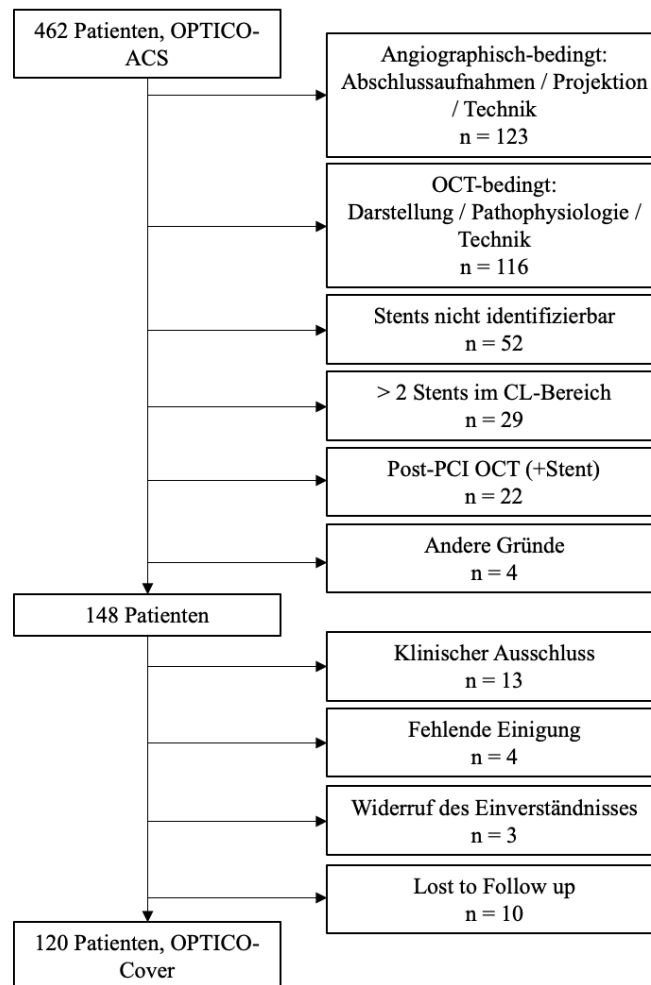 462 Patienten, OPTICO-
ACS
Angiographisch-bedingt:
Abschlussaufnahmen / Projektion
/ Technik
n = 123
OCT-bedingt:
Darstellung / Pathophysiologie /
Technik
n = 116
Stents nicht identifizierbar
n = 52
> 2 Stents im CL-Bereich
n = 29
Post-PCI OCT (+Stent)
n = 22
Andere Gründe
n = 4
148 Patienten
Klinischer Ausschluss
n = 13
Fehlende Einigung
n = 4
Widerruf des Einverständnisses
n = 3
Lost to Follow up
n = 10
120 Patienten, OPTICO-
Cover